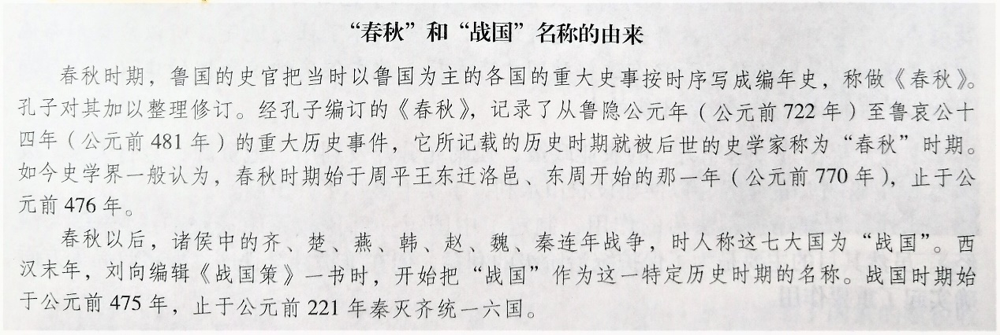 “春秋”和“战国”名称的由来
春秋时期，鲁国的史官把当时以鲁国为主的各国的重大史事按时序写成编年史，称做《春秋》。
孔子对其加以整理修订。经孔子编订的《春秋》，记录了从鲁隐公元年（公元前 722 年）至鲁哀公十
四年（公元前 481 年）的重大历史事件，它所记载的历史时期就被后世的史学家称为“春秋”时期。
如今史学界一般认为，春秋时期始于周平王东迁洛邑、东周开始的那一年（公元前 770 年），止于公
元前 476 年。
春秋以后，诸侯中的齐、楚、燕、韩、赵、魏、秦连年战争，时人称这七大国为“战国”。西
汉末年，刘向编辑《战国策》一书时，开始把“战国”作为这一特定历史时期的名称。战国时期始
于公元前 475 年，止于公元前 221 年秦灭齐统一六国。